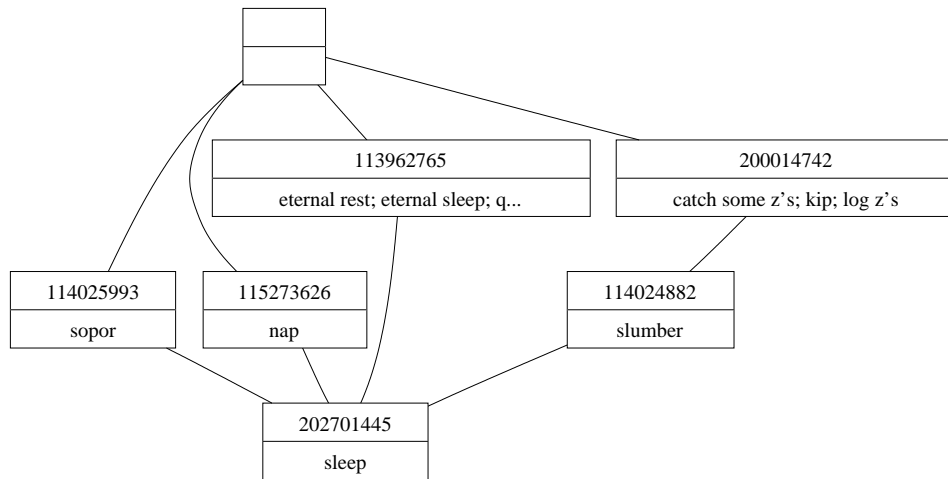 113962765
eternal rest; eternal sleep; q...
200014742
catch some z's; kip; log z's
114025993
sopor
115273626
nap
114024882
slumber
202701445
sleep